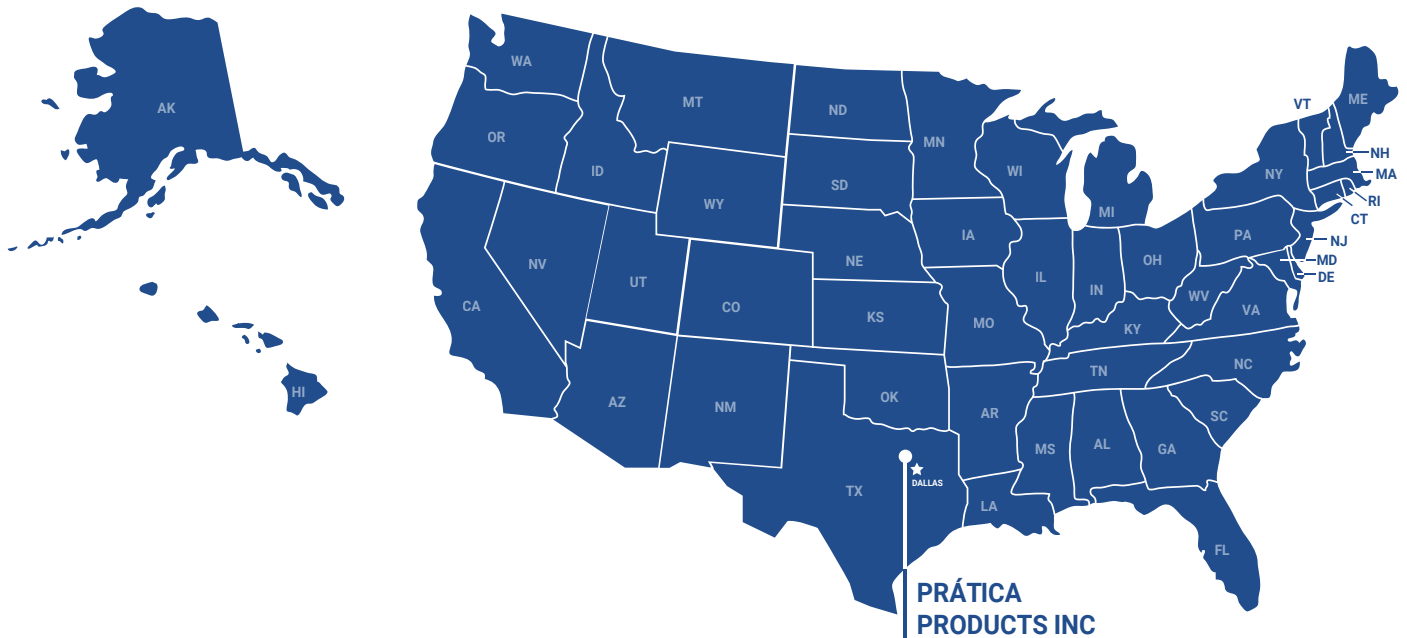 AK
HI
WA
OR
CA
NV
ID
MT
WY
UT
AZ
CO
NM
ND
SD
NE
KS
OK
TX
DALLAS
MN
IA
MO
AR
LA
WI
IL
MI
IN
OH
KY
TN
MS
AL
GA
FL
SC
NC
VA
WV
PA
NY
VT
ME
NH
MA
RI
CT
NJ
MD
DE
PRÁTICA
PRODUCTS INC